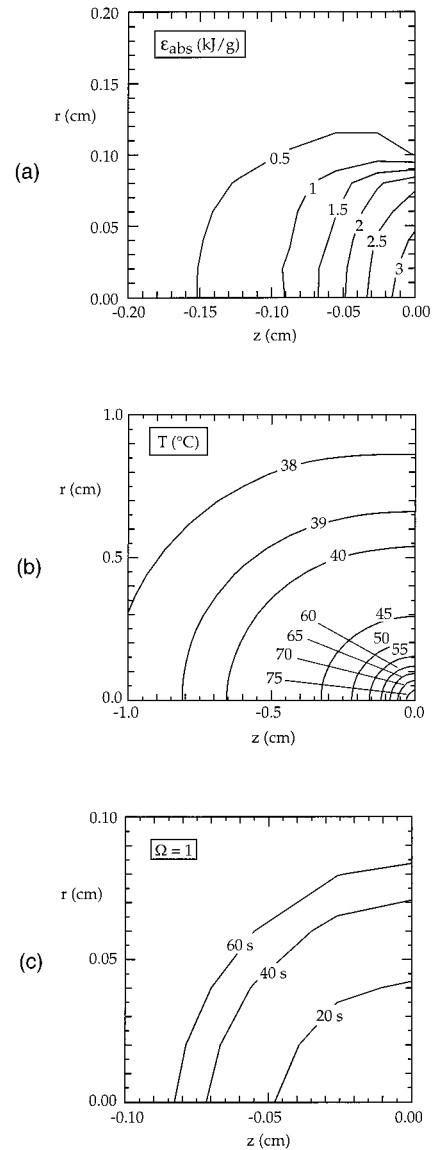 (a)
ε_abs (kJ/g)
r (cm)
0.20
0.15
0.10
0.05
0.00
0.5
1
1.5
2
2.5
3
-0.20
-0.15
-0.10
-0.05
0.00
z (cm)
(b)
T (°C)
r (cm)
1.0
0.5
0.0
38
39
40
45
50
55
60
65
70
75
-1.0
-0.5
0.0
z (cm)
(c)
Ω = 1
r (cm)
0.10
0.05
0.00
60 s
40 s
20 s
-0.10
-0.05
0.00
z (cm)